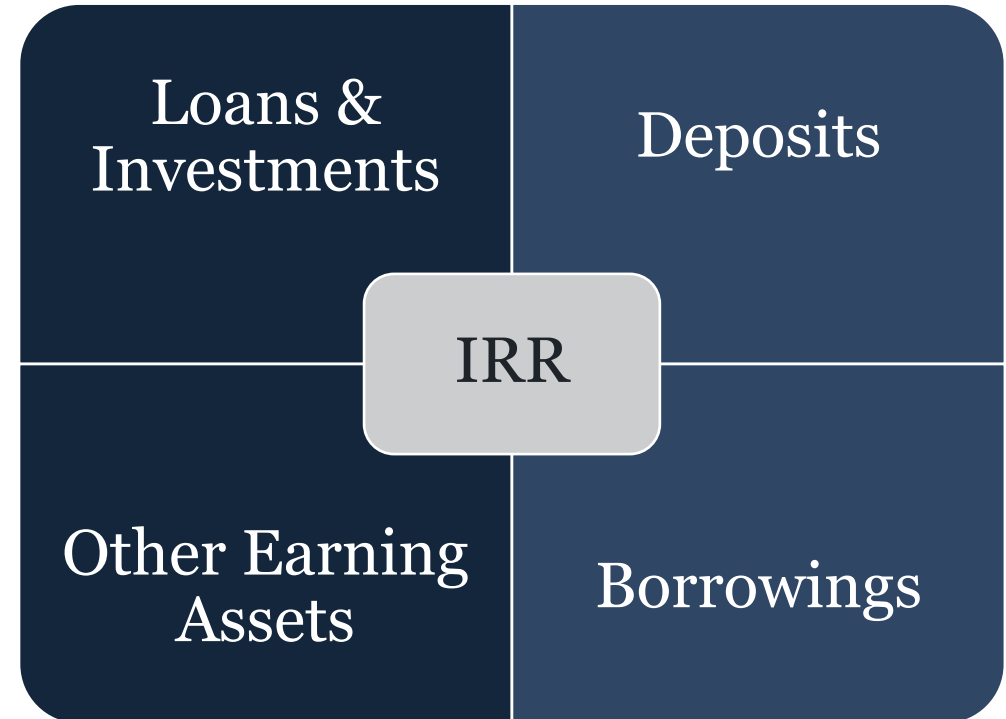 Loans &
Investments
Deposits
IRR
Other Earning
Assets
Borrowings